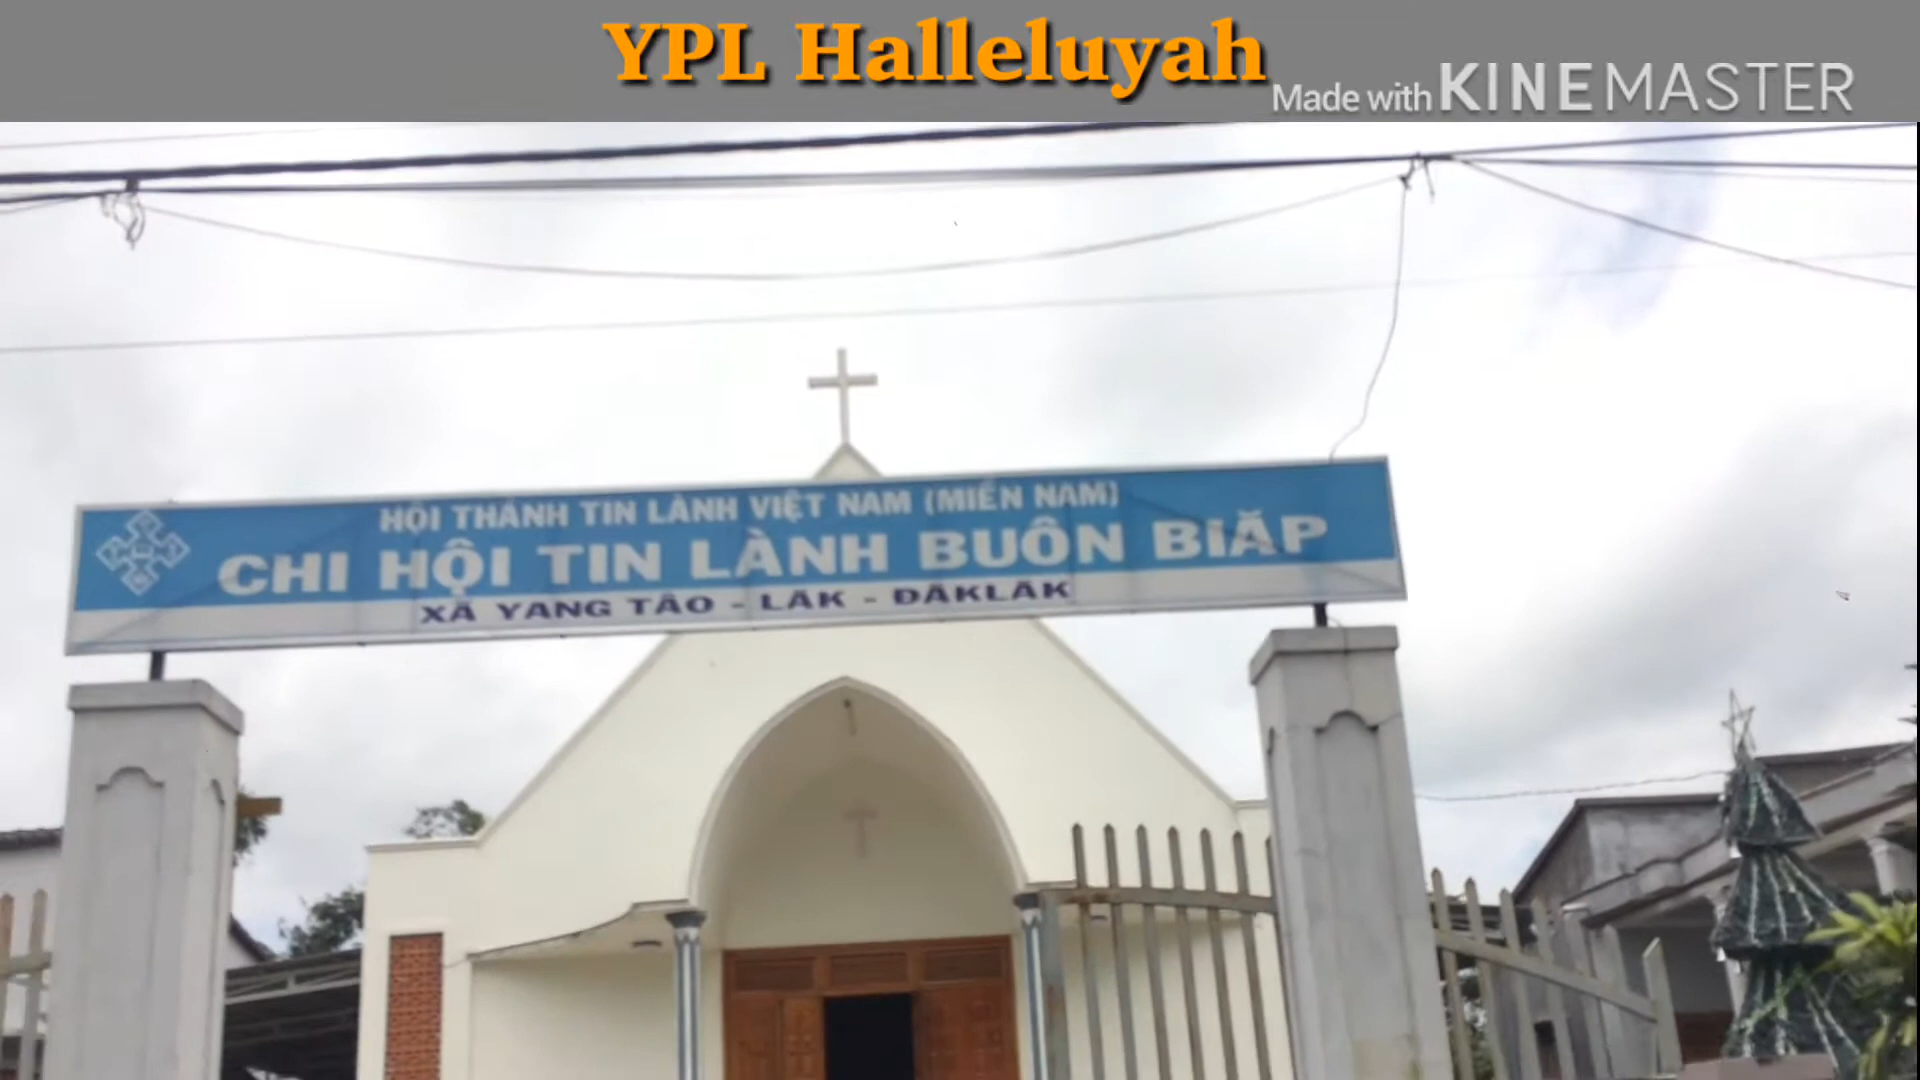 YPL Halleluyah
Made with KINEMASTER
HỘI THÁNH TIN LÀNH VIỆT NAM (MIỀN NAM)
CHI HỘI TIN LÀNH BUÔN BIĂP
XÃ YANG TĂO - LĂK - ĐĂKLĂK